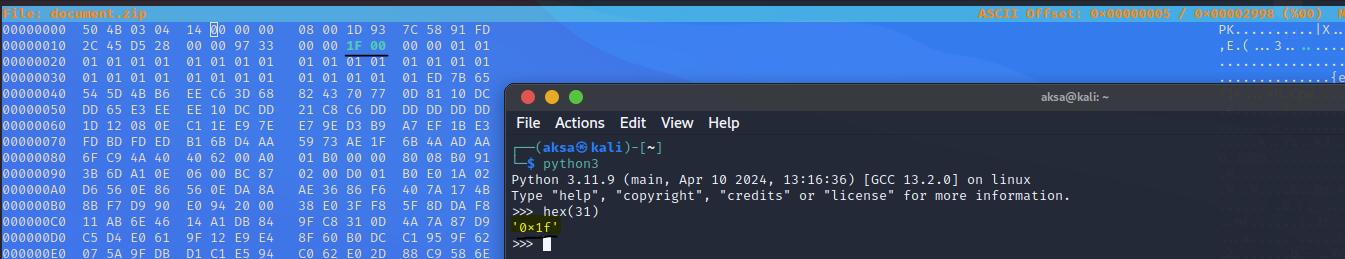 File: document.zip ASCII Offset: 0×00000005 / 0×00002998 (%00) M
00000000 50 4B 03 04 14 00 00 00 08 00 1D 93 7C 58 91 FD PK..........|X..
00000010 2C 45 D5 28 00 00 97 33 00 00 1F 00 00 00 01 01 ,E.(...3........
00000020 01 01 01 01 01 01 01 01 01 01 01 01 01 01 01 01 ................
00000030 01 01 01 01 01 01 01 01 01 01 01 01 01 ED 7B 65 ..............{e
00000040 54 5D 4B B6 EE C6 3D 68 82 43 70 77 0D D8 10 DC
00000050 DD 65 E3 EE EE 10 DC DD 21 C8 C6 DD DD DD DD DD
00000060 1D 12 08 0E C1 1E E9 7E E7 9E D3 B9 A7 EF 1B E3
00000070 FD BD FD ED B1 6B D4 AA 59 73 AE 1F 6B 4A AD AA
00000080 6F C9 4A 40 40 62 00 A0 01 B0 00 00 80 08 B0 91
00000090 3B 6D A1 0E 06 00 BC 87 02 00 D0 01 B0 E0 1A 02
000000A0 D6 56 0E 86 56 0E DA 8A AE 36 86 F6 40 7A 17 4B
000000B0 8B F7 D9 90 E0 94 20 00 38 E0 3F F8 5F 8D DA F8
000000C0 11 AB 6E 46 14 A1 DB 84 9F C8 31 0D 4A 7A 87 D9
000000D0 C5 D4 E0 61 9F 12 E9 E4 8F 60 B0 DC C1 95 9F 62
000000E0 07 5A 9F DB D1 C1 E5 94 C0 62 E0 2D 88 C9 58 6E
aksa@kali: ~
File Actions Edit View Help
┌──(aksa㉿kali)-[~]
└─$ python3
Python 3.11.9 (main, Apr 10 2024, 13:16:36) [GCC 13.2.0] on linux
Type "help", "copyright", "credits" or "license" for more information.
>>> hex(31)
'0×1f'
>>>